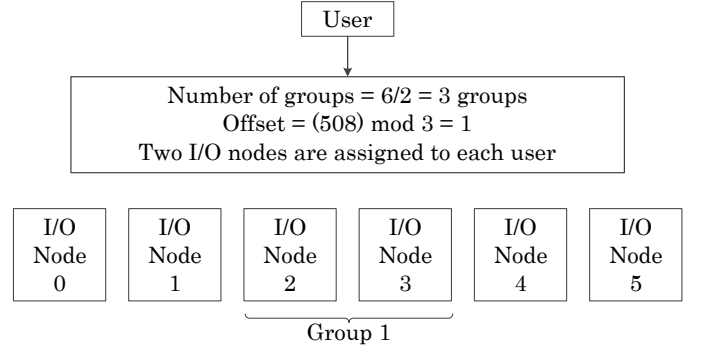 User
Number of groups = 6/2 = 3 groups
Offset = (508) mod 3 = 1
Two I/O nodes are assigned to each user
I/O Node 0
I/O Node 1
I/O Node 2
I/O Node 3
I/O Node 4
I/O Node 5
Group 1